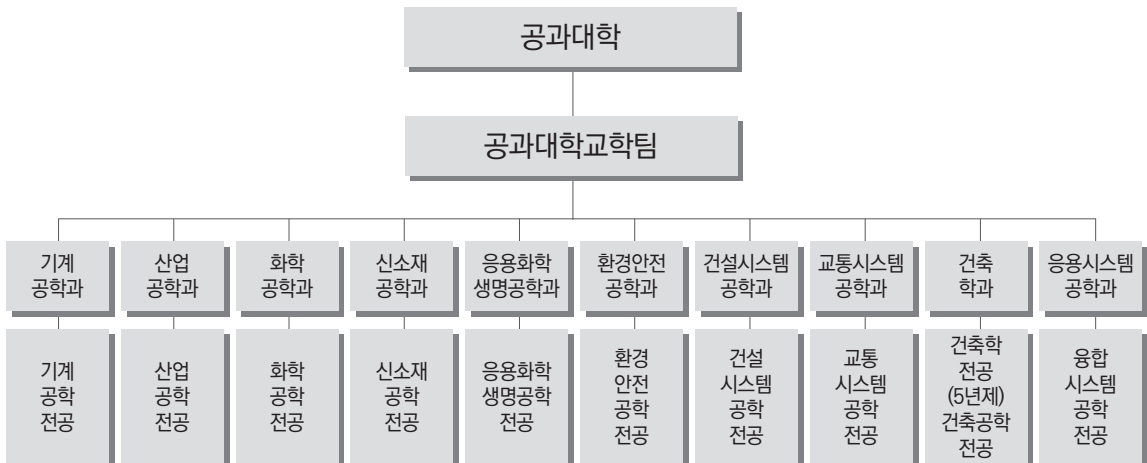 공과대학
공과대학교학팀
기계
공학과
산업
공학과
화학
공학과
신소재
공학과
응용화학
생명공학과
환경안전
공학과
건설시스템
공학과
교통시스템
공학과
건축
학과
응용시스템
공학과
기계
공학
전공
산업
공학
전공
화학
공학
전공
신소재
공학
전공
응용화학
생명공학
전공
환경
안전
공학
전공
건설
시스템
공학
전공
교통
시스템
공학
전공
건축학
전공
(5년제)
건축공학
전공
융합
시스템
공학
전공